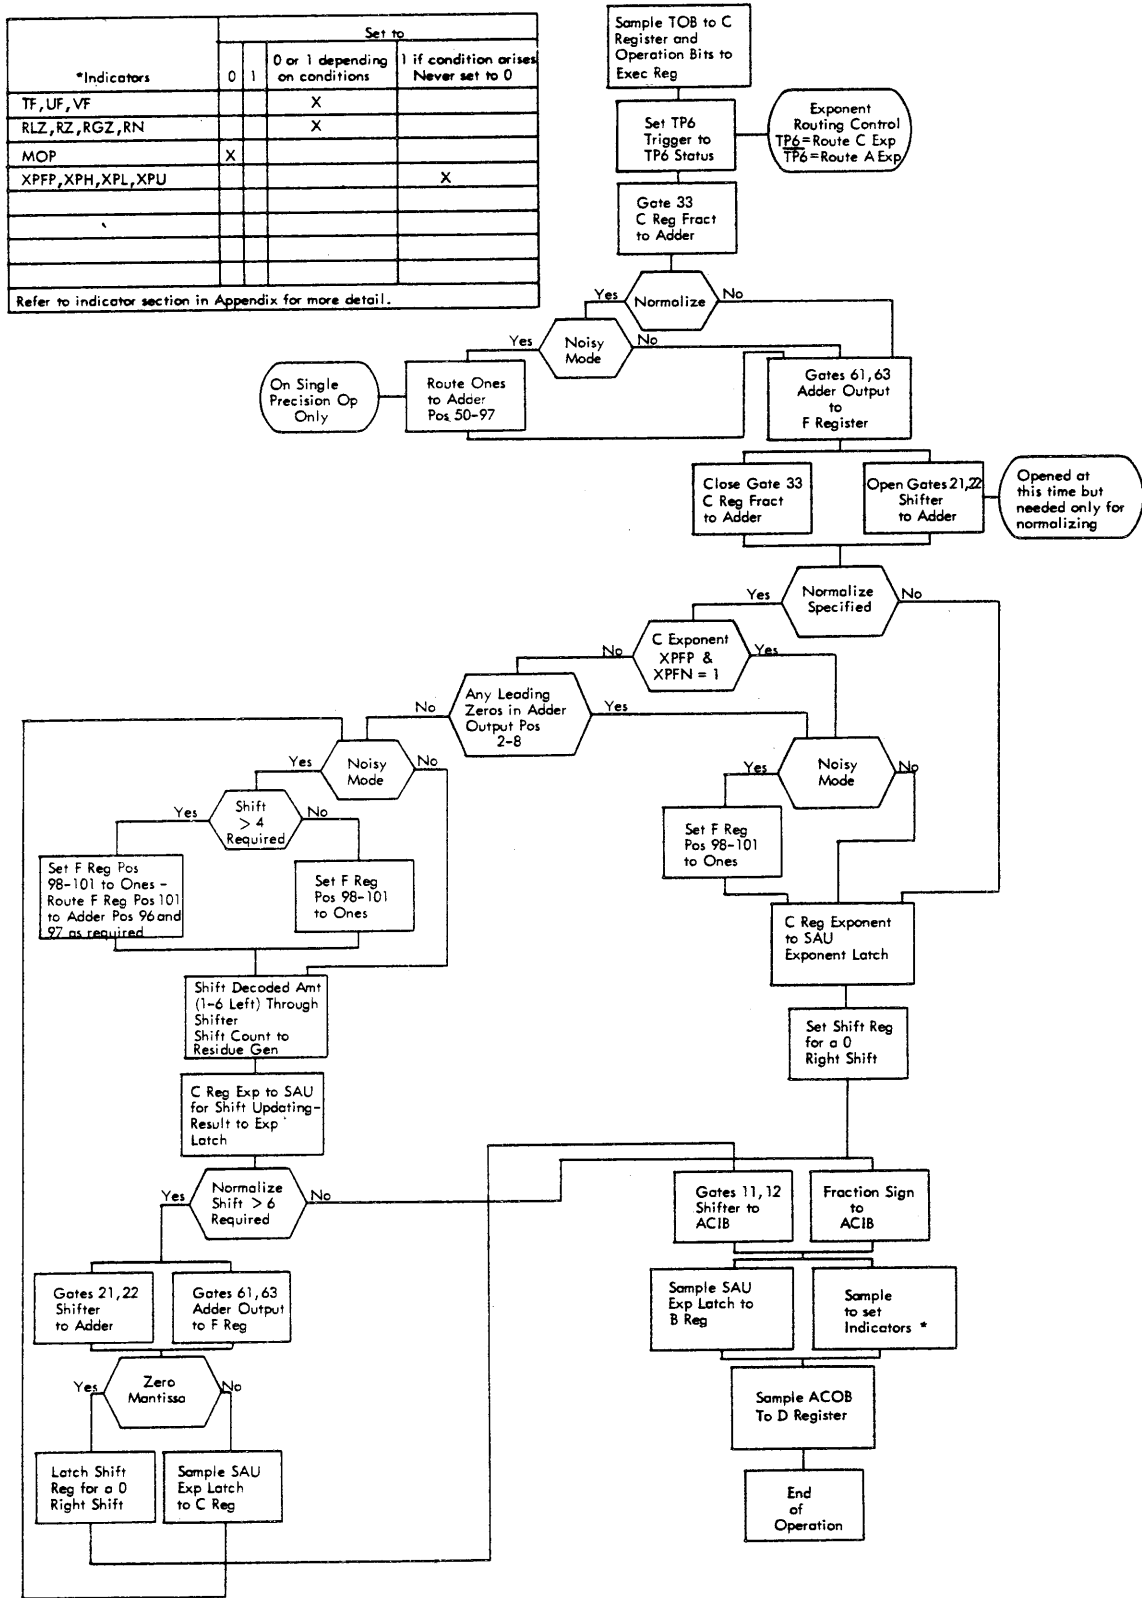 *Indicators
Set to
0
1
0 or 1 depending
on conditions
1 if condition arises
Never set to 0
TF,UF,VF
X
RLZ,RZ,RGZ,RN
X
MOP
X
XPFP,XPH,XPL,XPU
X
Refer to indicator section in Appendix for more detail.
Sample TOB to C
Register and
Operation Bits to
Exec Reg
Set TP6
Trigger to
TP6 Status
Exponent
Routing Control
TP6=Route C Exp
TP6=Route A Exp
Gate 33
C Reg Fract
to Adder
Yes
Normalize
No
Yes
Noisy
Mode
No
On Single
Precision Op
Only
Route Ones
to Adder
Pos 50-97
Gates 61,63
Adder Output
to
F Register
Close Gate 33
C Reg Fract
to Adder
Open Gates 21,22
Shifter
to Adder
Opened at
this time but
needed only for
normalizing
Yes
Normalize
Specified
No
No
C Exponent
XPFP &
XPFN = 1
Yes
No
Any Leading
Zeros in Adder
Output Pos
2-8
Yes
Yes
Noisy
Mode
No
Yes
Noisy
Mode
No
Yes
Shift
> 4
Required
No
Set F Reg
Pos 98-101
to Ones
Set F Reg Pos
98-101 to Ones -
Route F Reg Pos 101
to Adder Pos 96 and
97 as required
Set F Reg
Pos 98-101
to Ones
C Reg Exponent
to SAU
Exponent Latch
Shift Decoded Amt
(1-6 Left) Through
Shifter
Shift Count to
Residue Gen
Set Shift Reg
for a 0
Right Shift
C Reg Exp to SAU
for Shift Updating-
Result to Exp
Latch
Yes
Normalize
Shift > 6
Required
No
Gates 11,12
Shifter to
ACIB
Fraction Sign
to
ACIB
Gates 21,22
Shifter
to Adder
Gates 61,63
Adder Output
to F Reg
Sample SAU
Exp Latch to
B Reg
Sample
to set
Indicators *
Yes
Zero
Mantissa
No
Sample ACOB
To D Register
Latch Shift
Reg for a 0
Right Shift
Sample SAU
Exp Latch
to C Reg
End
of
Operation